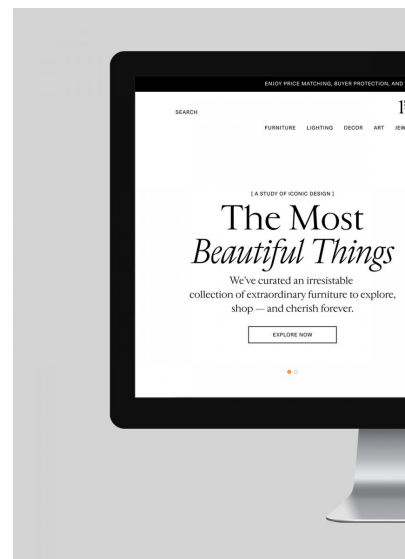 ENJOY PRICE MATCHING, BUYER PROTECTION, AND
SEARCH
FURNITURE LIGHTING DECOR ART JEW
[ A STUDY OF ICONIC DESIGN ]
The Most
Beautiful Things
We've curated an irresistable
collection of extraordinary furniture to explore,
shop — and cherish forever.
EXPLORE NOW